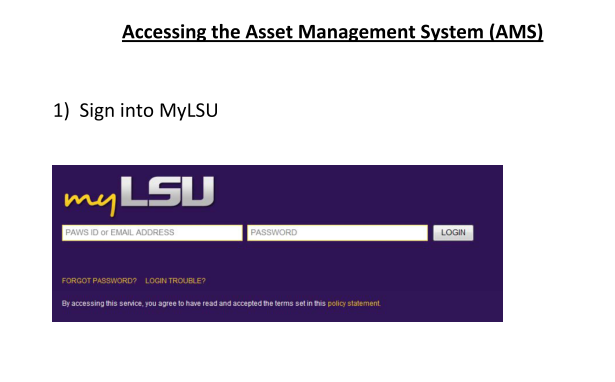 Accessing the Asset Management System (AMS)
1) Sign into MyLSU
myLSU
PAWS ID or EMAIL ADDRESS PASSWORD LOGIN
FORGOT PASSWORD? LOGIN TROUBLE?
By accessing this service, you agree to have read and accepted the terms set in this policy statement.